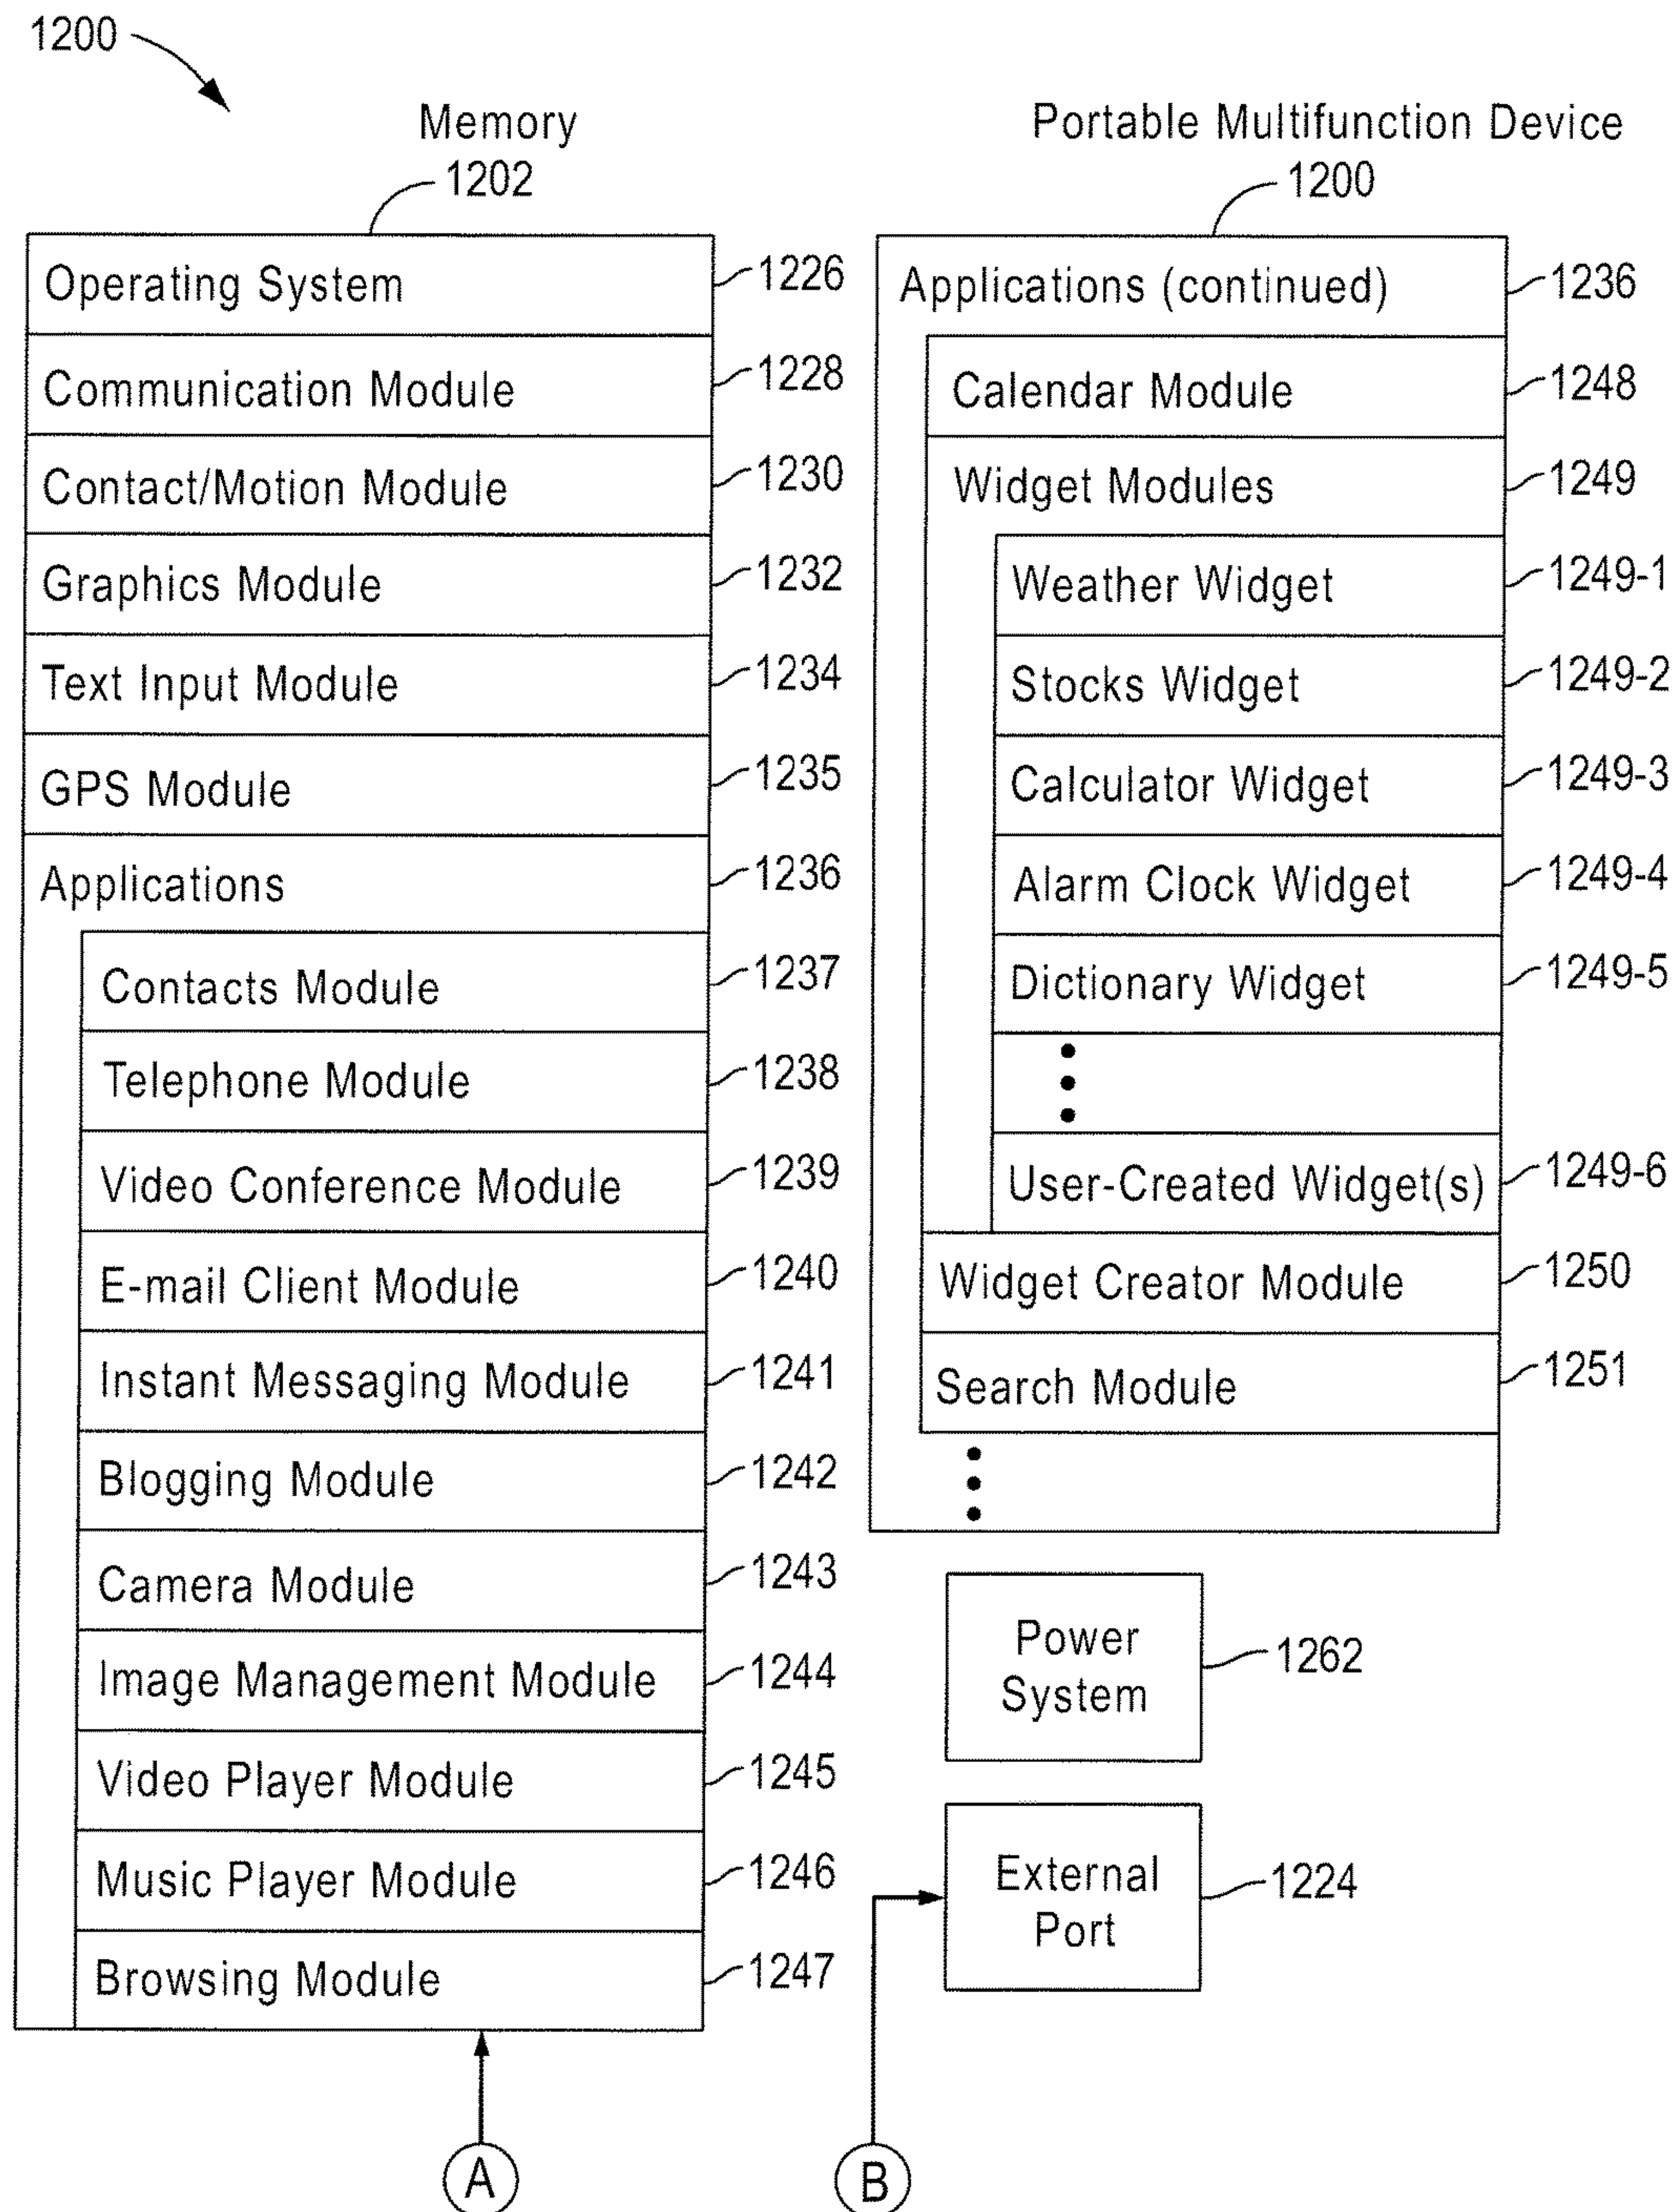 1200
Memory
1202
Operating System 1226
Communication Module 1228
Contact/Motion Module 1230
Graphics Module 1232
Text Input Module 1234
GPS Module 1235
Applications 1236
Contacts Module 1237
Telephone Module 1238
Video Conference Module 1239
E-mail Client Module 1240
Instant Messaging Module 1241
Blogging Module 1242
Camera Module 1243
Image Management Module 1244
Video Player Module 1245
Music Player Module 1246
Browsing Module 1247
A
Portable Multifunction Device
1200
Applications (continued) 1236
Calendar Module 1248
Widget Modules 1249
Weather Widget 1249-1
Stocks Widget 1249-2
Calculator Widget 1249-3
Alarm Clock Widget 1249-4
Dictionary Widget 1249-5
User-Created Widget(s) 1249-6
Widget Creator Module 1250
Search Module 1251
Power
System
1262
External
Port
1224
B